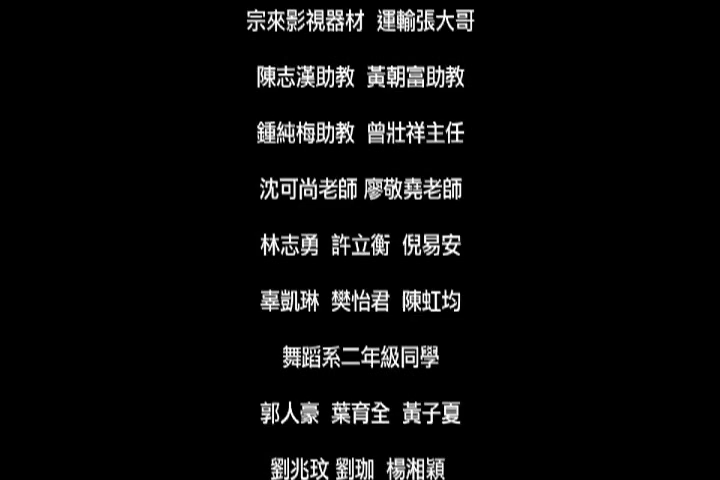 宗來影視器材 運輸張大哥
陳志漢助教 黃朝富助教
鍾純梅助教 曾壯祥主任
沈可尚老師 廖敬堯老師
林志勇 許立衡 倪易安
辜凱琳 樊怡君 陳虹均
舞蹈系二年級同學
郭人豪 葉育全 黃子夏
劉兆玟 劉珈 楊湘穎